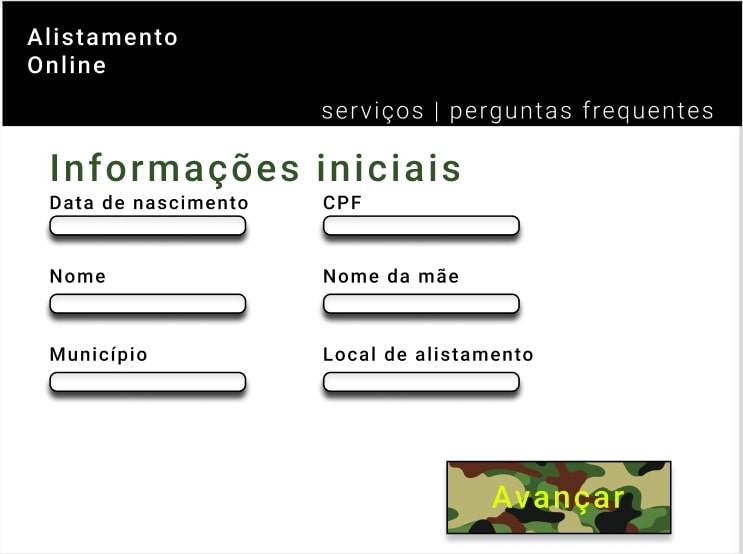 Alistamento
Online
serviços | perguntas frequentes
Informações iniciais
Data de nascimento
CPF
Nome
Nome da mãe
Município
Local de alistamento
Avançar